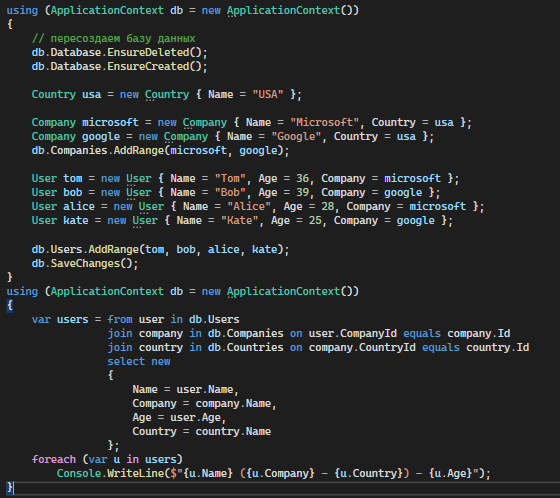 using (ApplicationContext db = new ApplicationContext())
{
    // пересоздаем базу данных
    db.Database.EnsureDeleted();
    db.Database.EnsureCreated();

    Country usa = new Country { Name = "USA" };

    Company microsoft = new Company { Name = "Microsoft", Country = usa };
    Company google = new Company { Name = "Google", Country = usa };
    db.Companies.AddRange(microsoft, google);

    User tom = new User { Name = "Tom", Age = 36, Company = microsoft };
    User bob = new User { Name = "Bob", Age = 39, Company = google };
    User alice = new User { Name = "Alice", Age = 28, Company = microsoft };
    User kate = new User { Name = "Kate", Age = 25, Company = google };

    db.Users.AddRange(tom, bob, alice, kate);
    db.SaveChanges();
}
using (ApplicationContext db = new ApplicationContext())
{
    var users = from user in db.Users
                join company in db.Companies on user.CompanyId equals company.Id
                join country in db.Countries on company.CountryId equals country.Id
                select new
                {
                    Name = user.Name,
                    Company = company.Name,
                    Age = user.Age,
                    Country = country.Name
                };
    foreach (var u in users)
        Console.WriteLine($"{u.Name} ({u.Company} - {u.Country}) - {u.Age}");
}